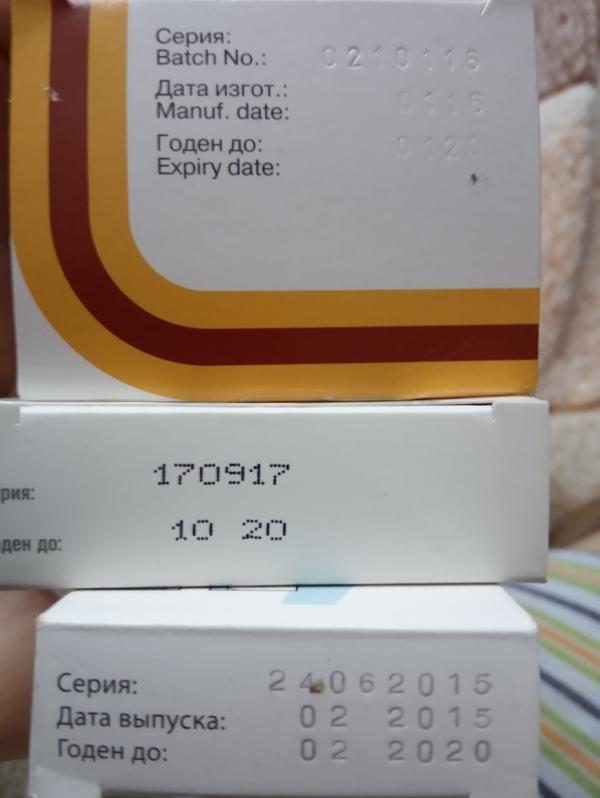 Серия:
Batch No.: 0210116
Дата изгот.:
Manuf. date: 0116
Годен до: 0120
Expiry date:
рия: 170917
ден до: 10 20
Серия: 24062015
Дата выпуска: 02 2015
Годен до: 02 2020